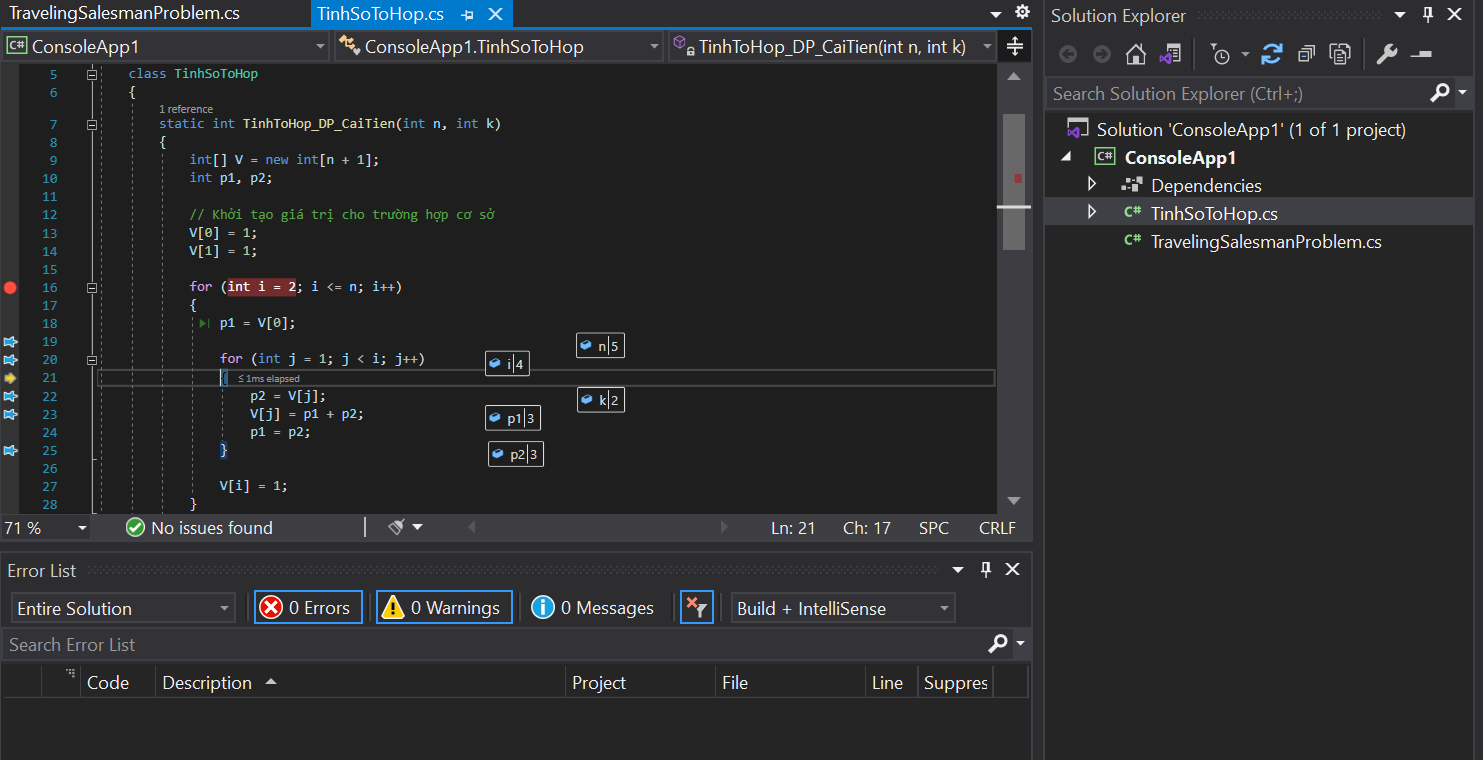 TravelingSalesmanProblem.cs TinhSoToHop.cs
C# ConsoleApp1 ConsoleApp1.TinhSoToHop TinhToHop_DP_CaiTien(int n, int k)
5 class TinhSoToHop
6 {
1 reference
7 static int TinhToHop_DP_CaiTien(int n, int k)
8 {
9 int[] V = new int[n + 1];
10 int p1, p2;
11
12 // Khởi tạo giá trị cho trường hợp cơ sở
13 V[0] = 1;
14 V[1] = 1;
15
16 for (int i = 2; i <= n; i++)
17 {
18 p1 = V[0];
19 n 5
20 for (int j = 1; j < i; j++) i 4
21 { ≤ 1ms elapsed
22 p2 = V[j]; k 2
23 V[j] = p1 + p2; p1 3
24 p1 = p2;
25 } p2 3
26
27 V[i] = 1;
28 }
71 % No issues found Ln: 21 Ch: 17 SPC CRLF
Error List
Entire Solution 0 Errors 0 Warnings 0 Messages Build + IntelliSense
Search Error List
Code Description Project File Line Suppres
Solution Explorer
Search Solution Explorer (Ctrl+;)
Solution 'ConsoleApp1' (1 of 1 project)
C# ConsoleApp1
Dependencies
C# TinhSoToHop.cs
C# TravelingSalesmanProblem.cs